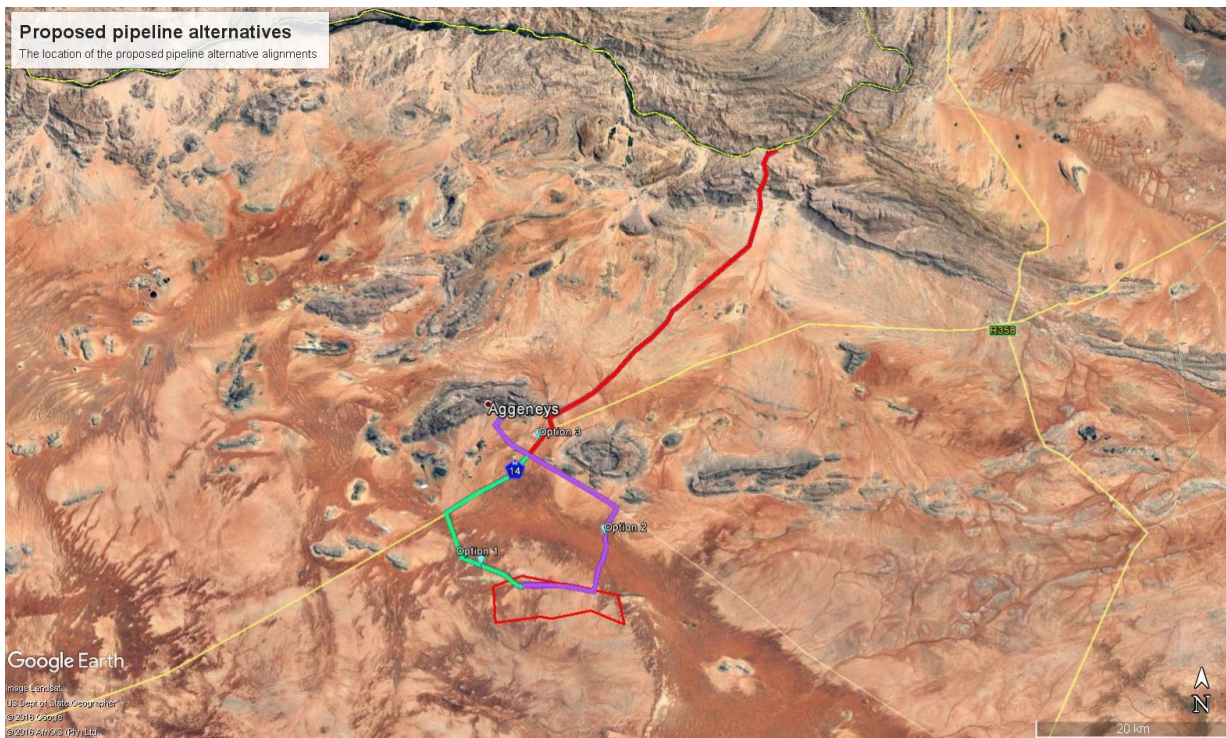 Proposed pipeline alternatives
The location of the proposed pipeline alternative alignments
R358
Aggeneys
Option 3
N
14
Option 2
Option 1
Google Earth
Image Landsat
US Dept of State Geographer
© 2016 Google
© 2016 AfriGIS (Pty) Ltd.
N
20 km